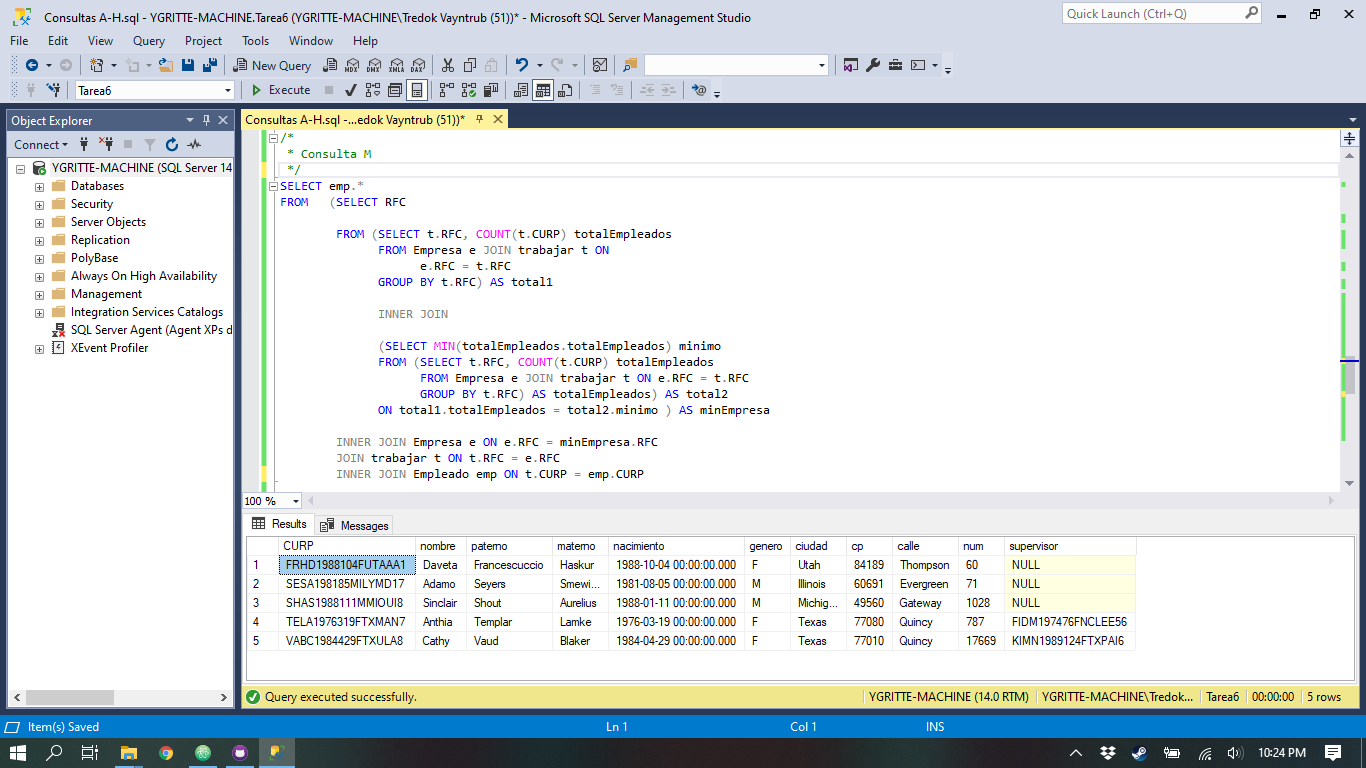 Consultas A-H.sql - YGRITTE-MACHINE.Tarea6 (YGRITTE-MACHINE\Tredok Vayntrub (51))* - Microsoft SQL Server Management Studio
Quick Launch (Ctrl+Q)
File Edit View Query Project Tools Window Help
New Query MDX DMX XMLA DAX
Tarea6 Execute
Object Explorer
Consultas A-H.sql -...edok Vayntrub (51))*
Connect
YGRITTE-MACHINE (SQL Server 14
Databases
Security
Server Objects
Replication
PolyBase
Always On High Availability
Management
Integration Services Catalogs
SQL Server Agent (Agent XPs d
XEvent Profiler
/*
* Consulta M
*/
SELECT emp.*
FROM (SELECT RFC
FROM (SELECT t.RFC, COUNT(t.CURP) totalEmpleados
FROM Empresa e JOIN trabajar t ON
e.RFC = t.RFC
GROUP BY t.RFC) AS total1
INNER JOIN
(SELECT MIN(totalEmpleados.totalEmpleados) minimo
FROM (SELECT t.RFC, COUNT(t.CURP) totalEmpleados
FROM Empresa e JOIN trabajar t ON e.RFC = t.RFC
GROUP BY t.RFC) AS totalEmpleados) AS total2
ON total1.totalEmpleados = total2.minimo ) AS minEmpresa
INNER JOIN Empresa e ON e.RFC = minEmpresa.RFC
JOIN trabajar t ON t.RFC = e.RFC
INNER JOIN Empleado emp ON t.CURP = emp.CURP
100 %
Results Messages
CURP nombre paterno materno nacimiento genero ciudad cp calle num supervisor
1 FRHD1988104FUTAAA1 Daveta Francescuccio Haskur 1988-10-04 00:00:00.000 F Utah 84189 Thompson 60 NULL
2 SESA198185MILYMD17 Adamo Seyers Smewi... 1981-08-05 00:00:00.000 M Illinois 60691 Evergreen 71 NULL
3 SHAS1988111MMIOUI8 Sinclair Shout Aurelius 1988-01-11 00:00:00.000 M Michig... 49560 Gateway 1028 NULL
4 TELA1976319FTXMAN7 Anthia Templar Lamke 1976-03-19 00:00:00.000 F Texas 77080 Quincy 787 FIDM197476FNCLEE56
5 VABC1984429FTXULA8 Cathy Vaud Blaker 1984-04-29 00:00:00.000 F Texas 77010 Quincy 17669 KIMN1989124FTXPAI6
Query executed successfully. YGRITTE-MACHINE (14.0 RTM) YGRITTE-MACHINE\Tredok... Tarea6 00:00:00 5 rows
Item(s) Saved Ln 1 Col 1 INS
10:24 PM